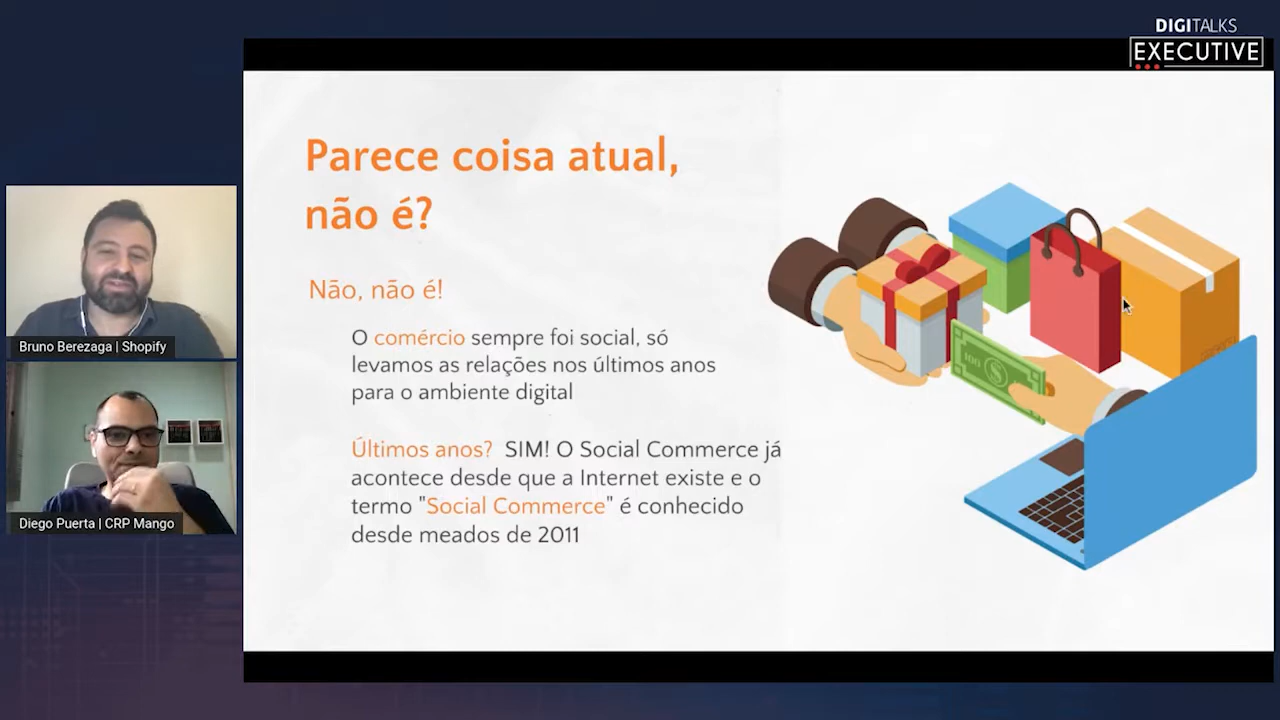 DIGITALKS
EXECUTIVE
Parece coisa atual,
não é?
Não, não é!
O comércio sempre foi social, só
levamos as relações nos últimos anos
para o ambiente digital
Últimos anos? SIM! O Social Commerce já
acontece desde que a Internet existe e o
termo "Social Commerce" é conhecido
desde meados de 2011
100
$
Bruno Berezaga | Shopify
Diego Puerta | CRP Mango